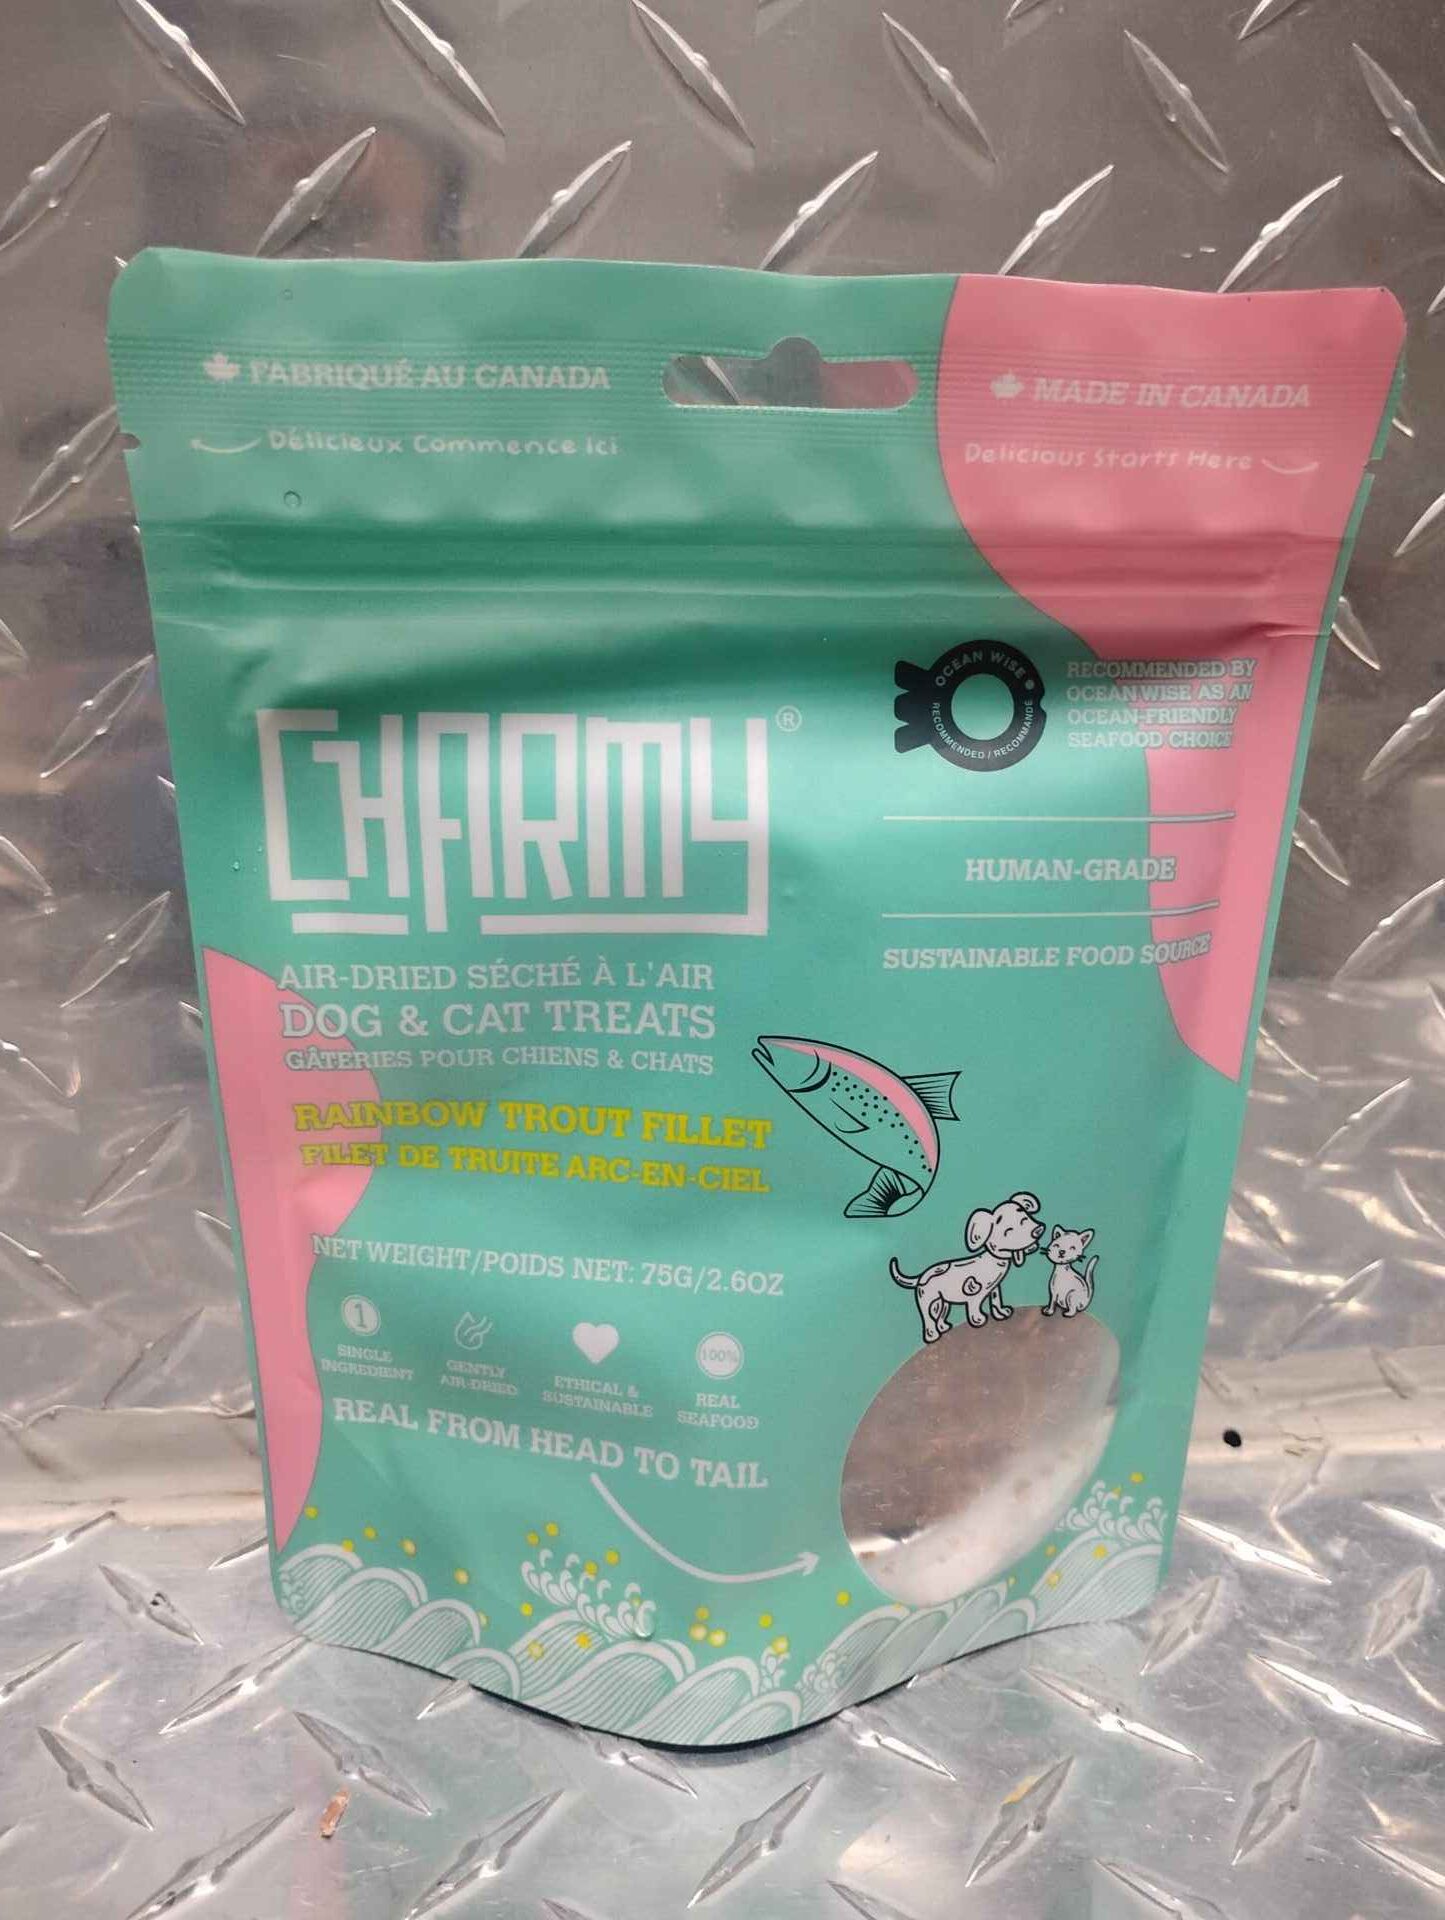 FABRIQUÉ AU CANADA
MADE IN CANADA
Délicieux Commence Ici
Delicious Starts Here
OCEAN WISE
RECOMMENDED / RECOMMANDÉ
RECOMMENDED BY
OCEAN WISE AS AN
OCEAN-FRIENDLY
SEAFOOD CHOICE
CHARMY®
HUMAN-GRADE
SUSTAINABLE FOOD SOURCE
AIR-DRIED SÉCHÉ À L'AIR
DOG & CAT TREATS
GÂTERIES POUR CHIENS & CHATS
RAINBOW TROUT FILLET
FILET DE TRUITE ARC-EN-CIEL
NET WEIGHT/POIDS NET: 75G/2.6OZ
1
SINGLE
INGREDIENT
GENTLY
AIR-DRIED
ETHICAL &
SUSTAINABLE
100%
REAL
SEAFOOD
REAL FROM HEAD TO TAIL